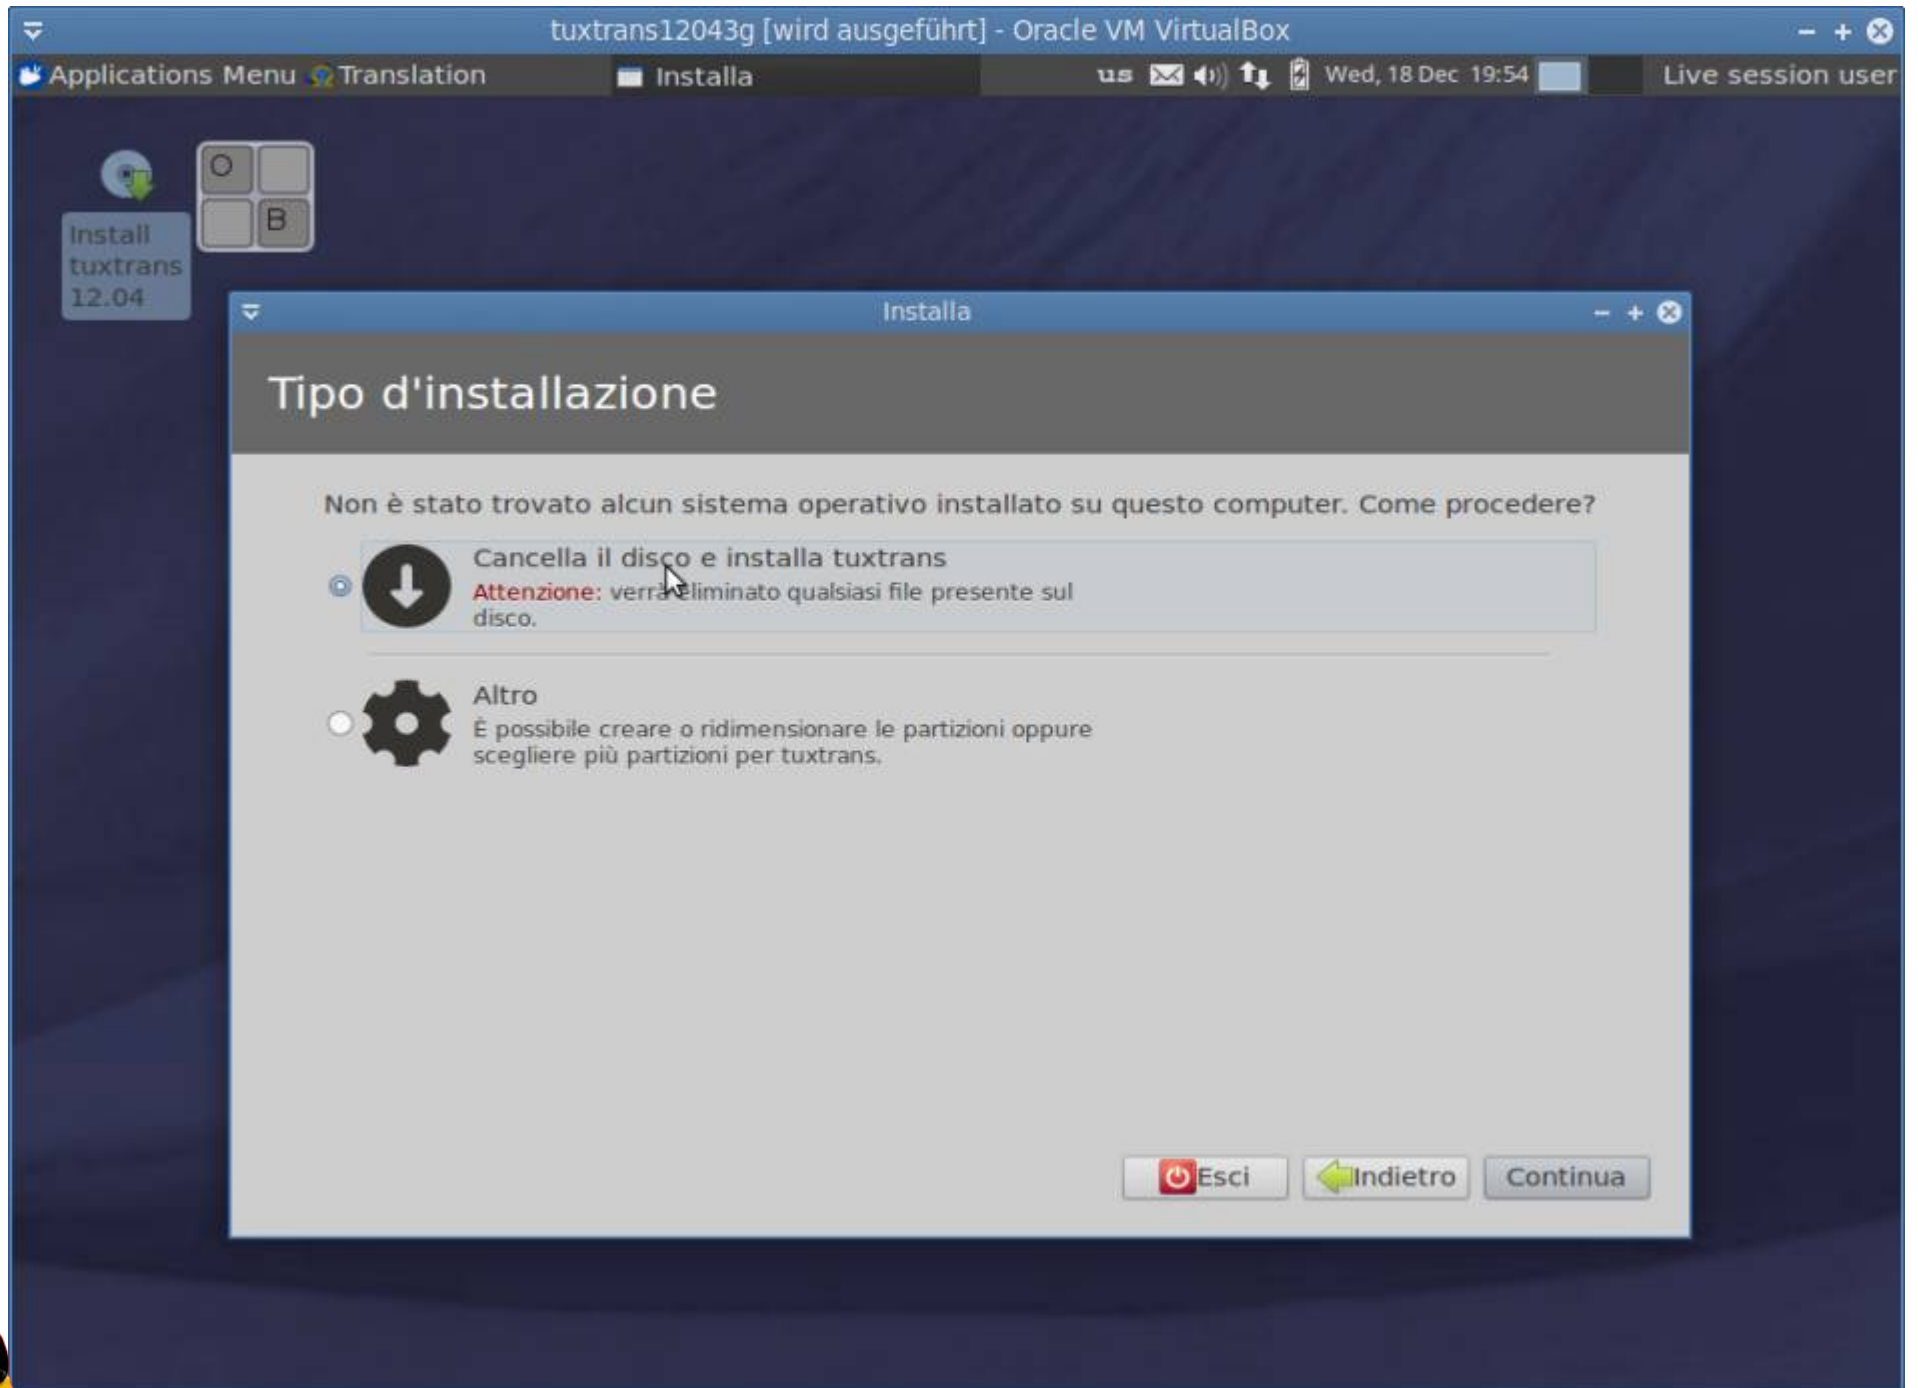 tuxtrans12043g [wird ausgeführt] - Oracle VM VirtualBox
Applications Menu Translation Installa us Wed, 18 Dec 19:54 Live session user
O
B
Install
tuxtrans
12.04
Installa
Tipo d'installazione
Non è stato trovato alcun sistema operativo installato su questo computer. Come procedere?
Cancella il disco e installa tuxtrans
Attenzione: verrà eliminato qualsiasi file presente sul
disco.
Altro
È possibile creare o ridimensionare le partizioni oppure
scegliere più partizioni per tuxtrans.
Esci Indietro Continua